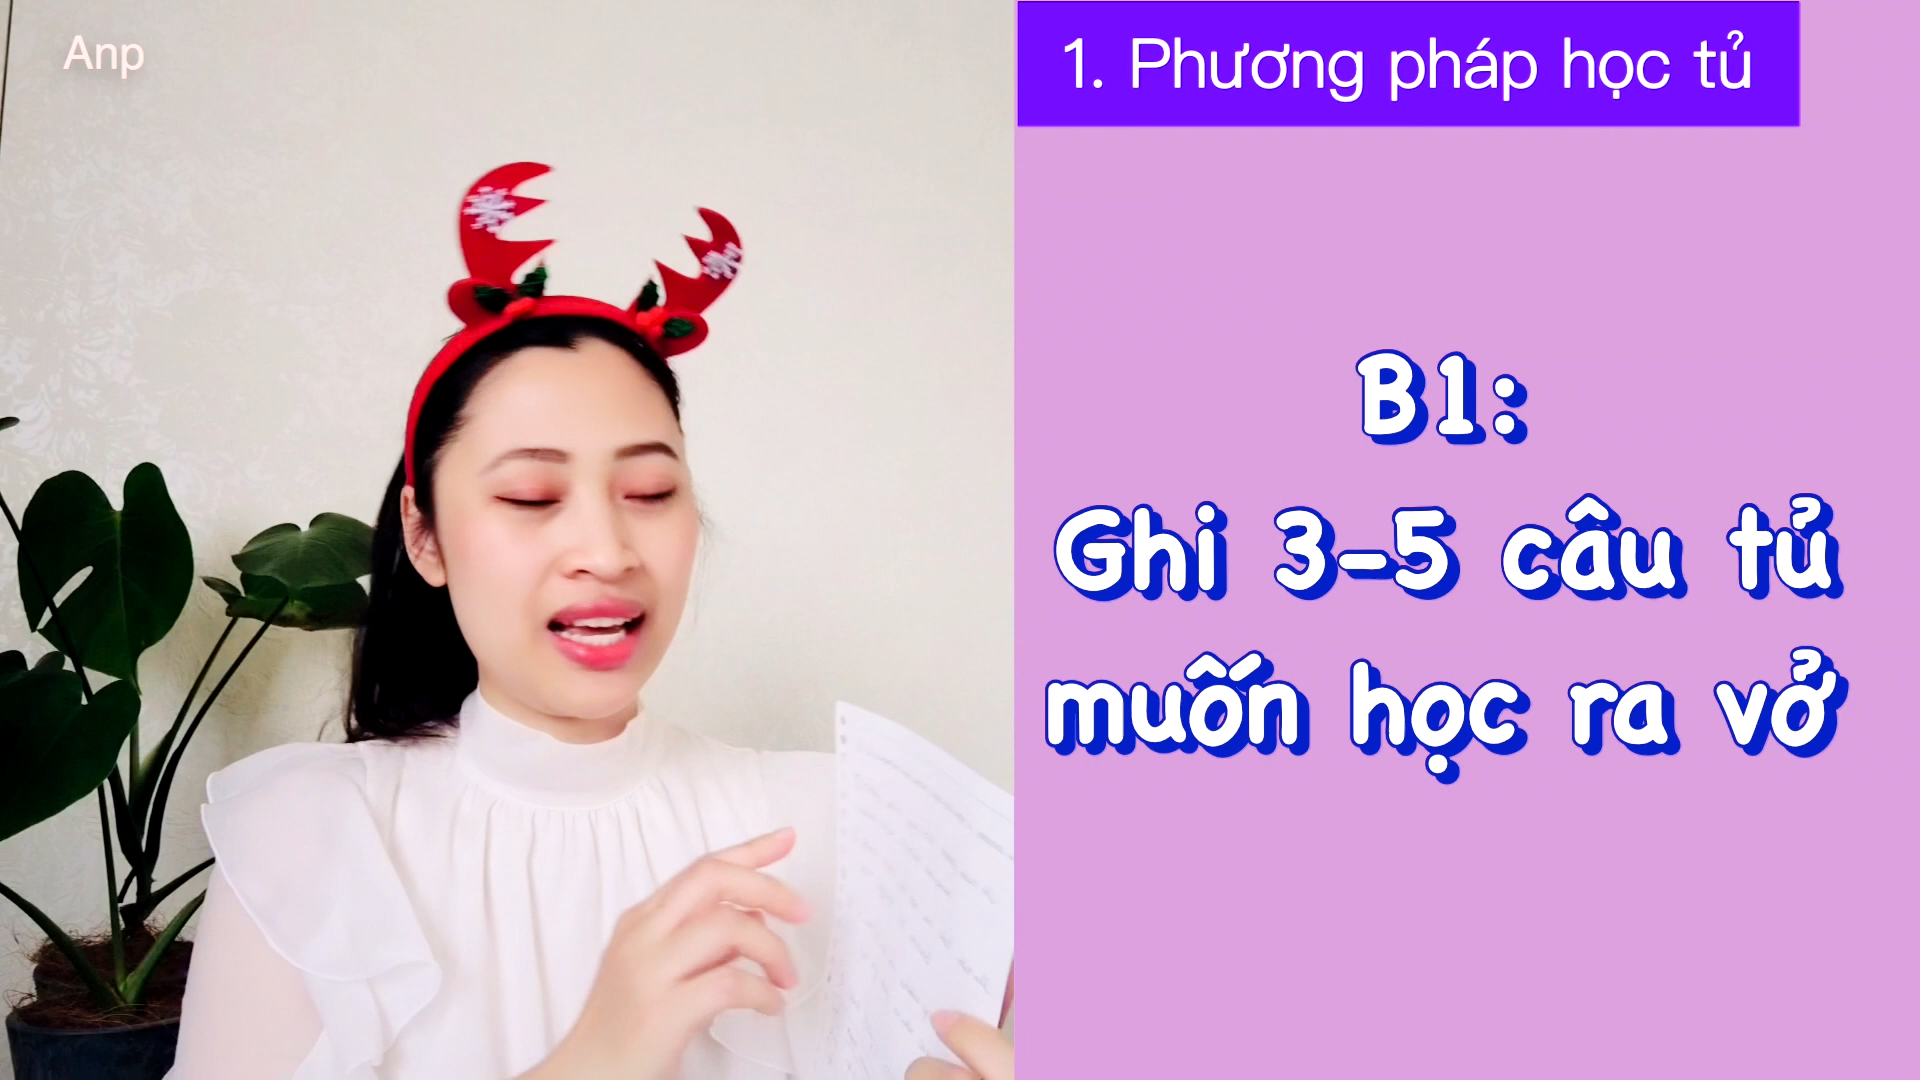 Anp
1. Phương pháp học tủ
B1:
Ghi 3-5 câu tủ
muốn học ra vở